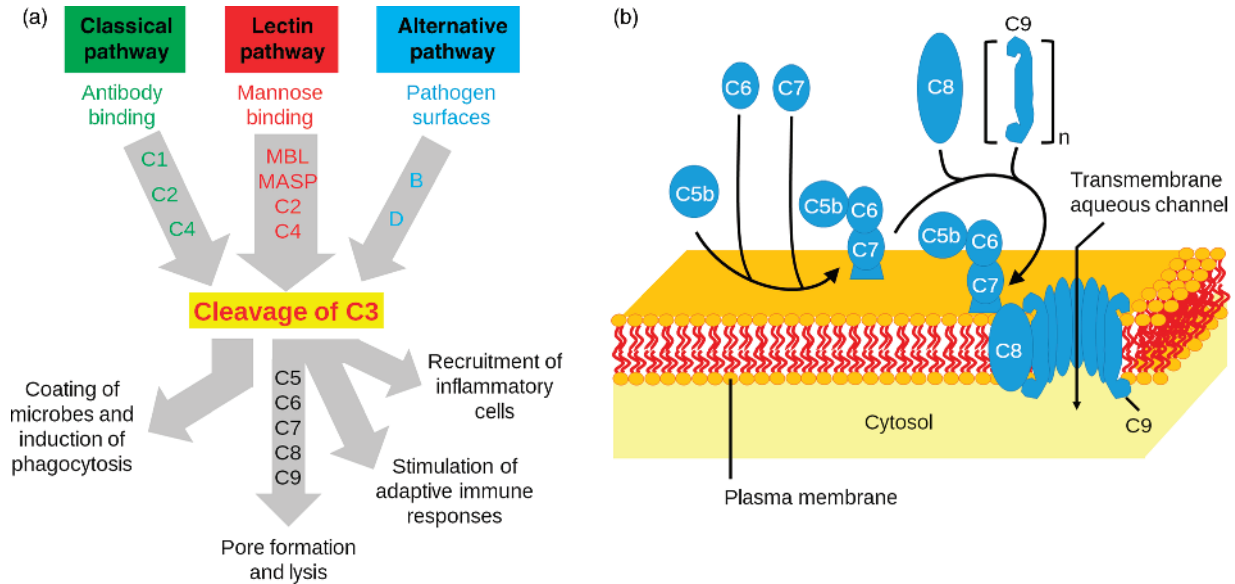 (a)
Classical
pathway
Lectin
pathway
Alternative
pathway
Antibody
binding
Mannose
binding
Pathogen
surfaces
C1
C2
C4
MBL
MASP
C2
C4
B
D
Cleavage of C3
Coating of
microbes and
induction of
phagocytosis
C5
C6
C7
C8
C9
Recruitment of
inflammatory
cells
Stimulation of
adaptive immune
responses
Pore formation
and lysis
(b)
C6
C7
C8
C9
n
C5b
C5b
C6
C7
Transmembrane
aqueous channel
C5b
C6
C7
C8
Cytosol
C9
Plasma membrane